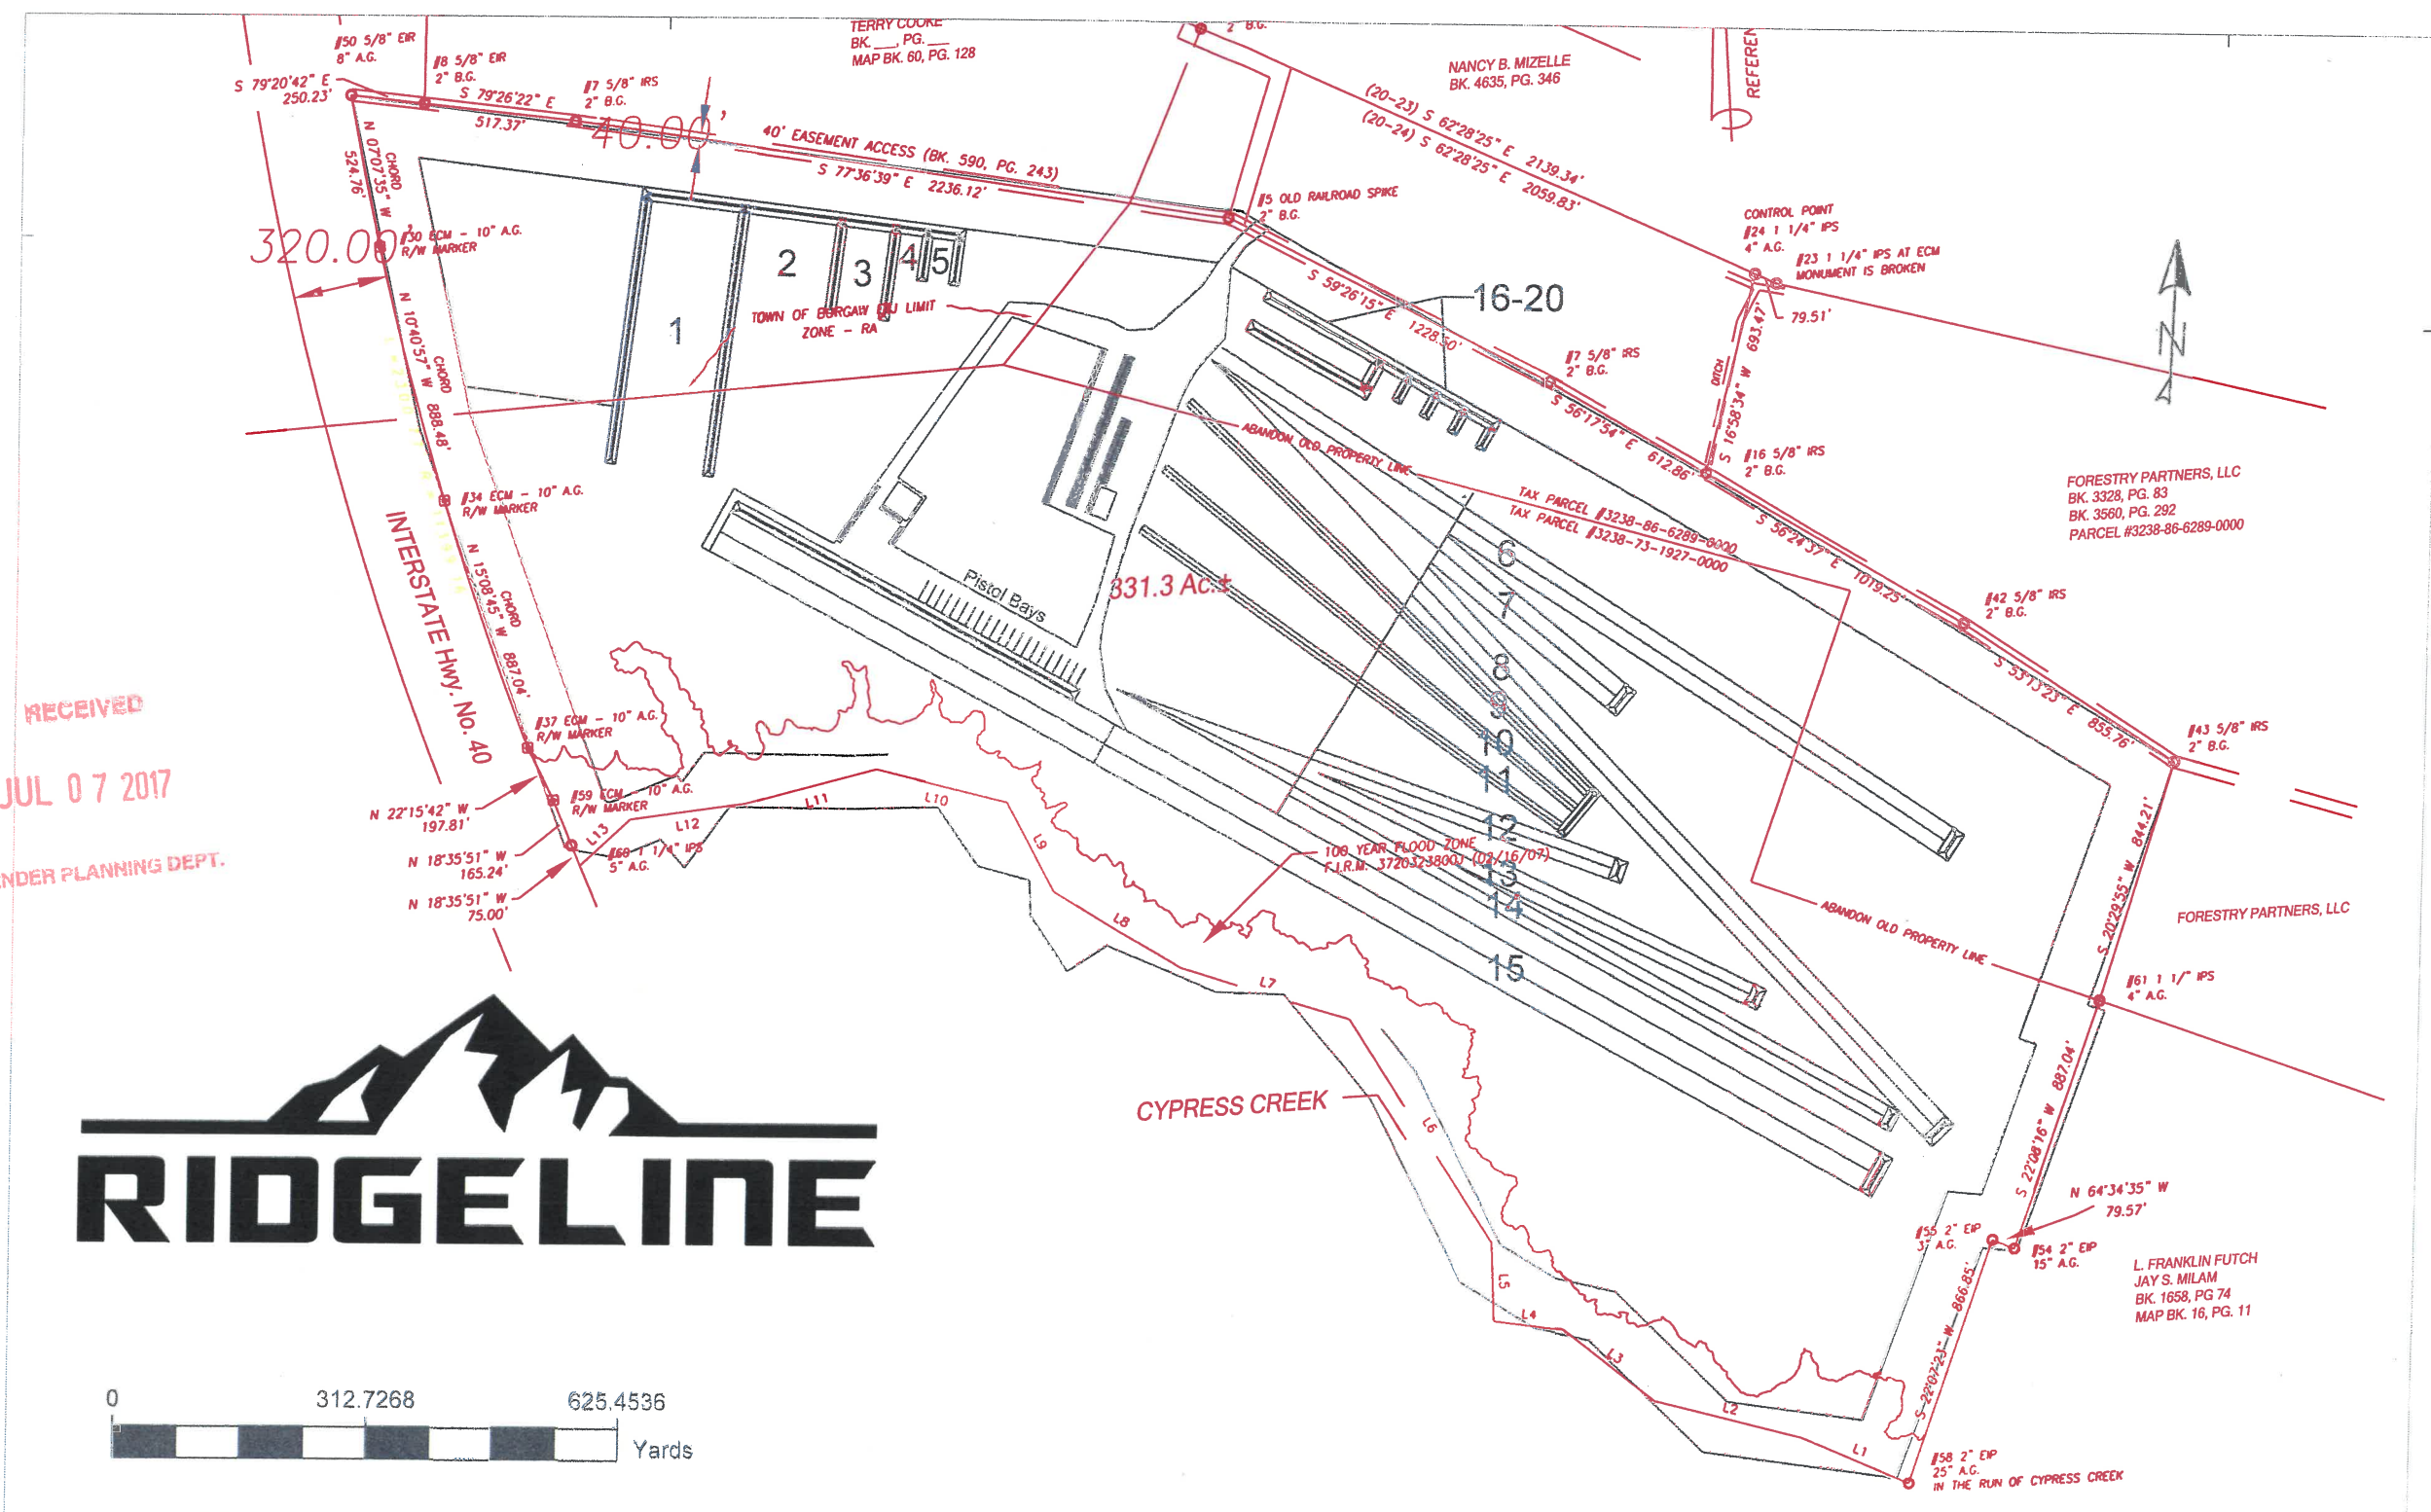 TERRY COOKE
BK. ___, PG. ___
MAP BK. 60, PG. 128
#50 5/8" EIR
8" A.G.
#8 5/8" EIR
2" B.G.
S 79°20'42" E
250.23'
S 79°26'22" E
517.37'
#7 5/8" IRS
2" B.G.
40.00'
40' EASEMENT ACCESS (BK. 590, PG. 243)
S 77°36'39" E 2236.12'
2" B.G.
NANCY B. MIZELLE
BK. 4635, PG. 346
REFEREN
(20-23) S 62°28'25" E 2139.34'
(20-24) S 62°28'25" E 2059.83'
#5 OLD RAILROAD SPIKE
2" B.G.
CONTROL POINT
#24 1 1/4" IPS
4" A.G.
#23 1 1/4" IPS AT ECM
MONUMENT IS BROKEN
79.51'
CHORD
N 07°07'35" W
524.76'
320.00'
#30 ECM - 10" A.G.
R/W MARKER
CHORD
N 10°40'57" W 888.48'
1
2
3
4
5
TOWN OF BURGAW ETJ LIMIT
ZONE - RA
S 59°26'15" E 1228.50'
16-20
#7 5/8" IRS
2" B.G.
S 56°17'54" E 612.86'
DITCH
S 16°58'34" W 693.47'
#16 5/8" IRS
2" B.G.
N
ABANDON OLD PROPERTY LINE
TAX PARCEL #3238-86-6289-0000
TAX PARCEL #3238-73-1927-0000
FORESTRY PARTNERS, LLC
BK. 3328, PG. 83
BK. 3560, PG. 292
PARCEL #3238-86-6289-0000
#34 ECM - 10" A.G.
R/W MARKER
INTERSTATE Hwy. No. 40
CHORD
N 15°08'45" W 887.04'
Pistol Bays
331.3 Ac.±
S 56°24'37" E 1019.25'
#42 5/8" IRS
2" B.G.
S 53°13'23" E 855.76'
#43 5/8" IRS
2" B.G.
6
7
8
9
10
11
12
13
14
15
RECEIVED
JUL 07 2017
NDER PLANNING DEPT.
#37 ECM - 10" A.G.
R/W MARKER
N 22°15'42" W
197.81'
#59 ECM - 10" A.G.
R/W MARKER
N 18°35'51" W
165.24'
#60 1 1/4" IPS
5" A.G.
N 18°35'51" W
75.00'
L13
L12
L11
L10
L9
L8
L7
100 YEAR FLOOD ZONE
F.I.R.M. 3720323800J (02/16/07)
S 20°29'55" W 844.21'
ABANDON OLD PROPERTY LINE
FORESTRY PARTNERS, LLC
#61 1 1/" IPS
4" A.G.
CYPRESS CREEK
L6
L5
L4
L3
L2
L1
S 22°08'16" W 887.04'
N 64°34'35" W
79.57'
#55 2" EIP
3" A.G.
#54 2" EIP
15" A.G.
L. FRANKLIN FUTCH
JAY S. MILAM
BK. 1658, PG 74
MAP BK. 16, PG. 11
S 22°07'23" W 866.85'
#58 2" EIP
25" A.G.
IN THE RUN OF CYPRESS CREEK
RIDGELINE
0 312.7268 625.4536
Yards